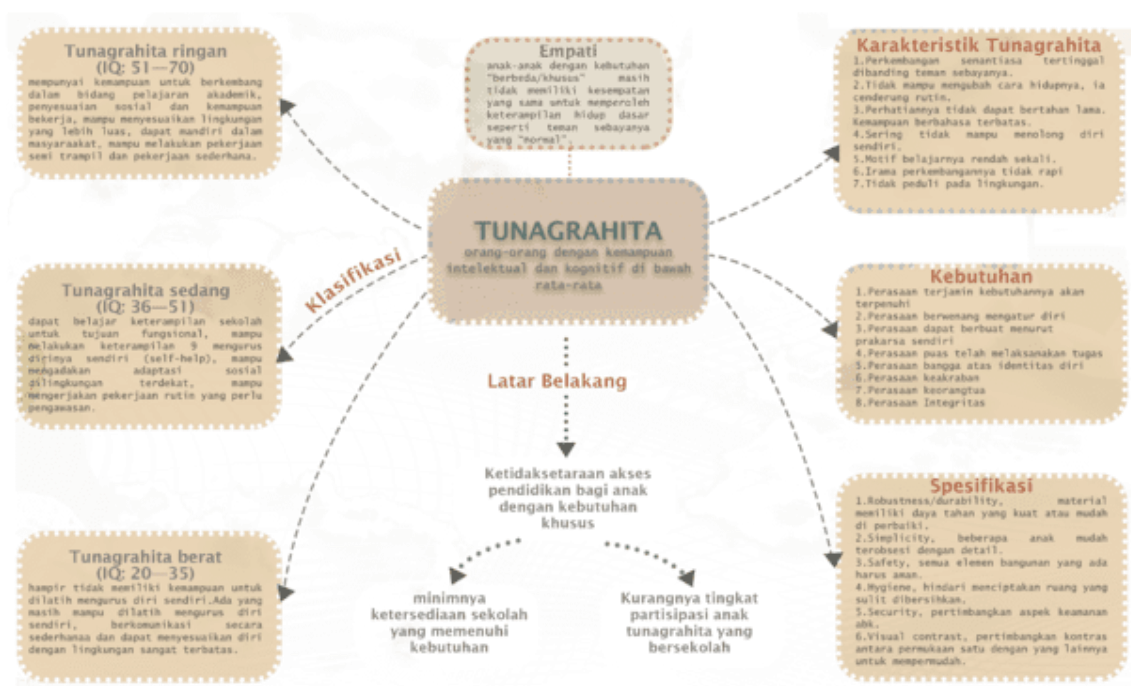 Tunagrahita ringan
(IQ: 51—70)
mempunyai kemampuan untuk berkembang
dalam bidang pelajaran akademik,
penyesuaian sosial dan kemampuan
bekerja, mampu menyesuaikan lingkungan
yang lebih luas, dapat mandiri dalam
masyaraakat, mampu melakukan pekerjaan
semi trampil dan pekerjaan sederhana.
Empati
anak-anak dengan kebutuhan
"berbeda/khusus" masih
tidak memiliki kesempatan
yang sama untuk memperoleh
keterampilan hidup dasar
seperti teman sebayanya
yang "normal".
Karakteristik Tunagrahita
1.Perkembangan senantiasa tertinggal
dibanding teman sebayanya.
2.Tidak mampu mengubah cara hidupnya, ia
cenderung rutin.
3.Perhatiannya tidak dapat bertahan lama.
Kemampuan berbahasa terbatas.
4.Sering tidak mampu menolong diri
sendiri.
5.Motif belajarnya rendah sekali.
6.Irama perkembangannya tidak rapi
7.Tidak peduli pada lingkungan.
TUNAGRAHITA
orang-orang dengan kemampuan
intelektual dan kognitif di bawah
rata-rata
Klasifikasi
Tunagrahita sedang
(IQ: 36—51)
dapat belajar keterampilan sekolah
untuk tujuan fungsional, mampu
melakukan keterampilan 9 mengurus
dirinya sendiri (self-help), mampu
mengadakan adaptasi sosial
dilingkungan terdekat, mampu
mengerjakan pekerjaan rutin yang perlu
pengawasan.
Kebutuhan
1.Perasaan terjamin kebutuhannya akan
terpenuhi
2.Perasaan berwenang mengatur diri
3.Perasaan dapat berbuat menurut
prakarsa sendiri
4.Perasaan puas telah melaksanakan tugas
5.Perasaan bangga atas identitas diri
6.Perasaan keakraban
7.Perasaan keorangtua
8.Perasaan Integritas
Latar Belakang
Ketidaksetaraan akses
pendidikan bagi anak
dengan kebutuhan
khusus
minimnya
ketersediaan sekolah
yang memenuhi
kebutuhan
Kurangnya tingkat
partisipasi anak
tunagrahita yang
bersekolah
Tunagrahita berat
(IQ: 20—35)
hampir tidak memiliki kemampuan untuk
dilatih mengurus diri sendiri.Ada yang
masih mampu dilatih mengurus diri
sendiri, berkomunikasi secara
sederhanaa dan dapat menyesuaikan diri
dengan lingkungan sangat terbatas.
Spesifikasi
1.Robustness/durability, material
memiliki daya tahan yang kuat atau mudah
di perbaiki.
2.Simplicity, beberapa anak mudah
terobsesi dengan detail.
3.Safety, semua elemen bangunan yang ada
harus aman.
4.Hygiene, hindari menciptakan ruang yang
sulit dibersihkan.
5.Security, pertimbangkan aspek keamanan
abk.
6.Visual contrast, pertimbangkan kontras
antara permukaan satu dengan yang lainnya
untuk mempermudah.